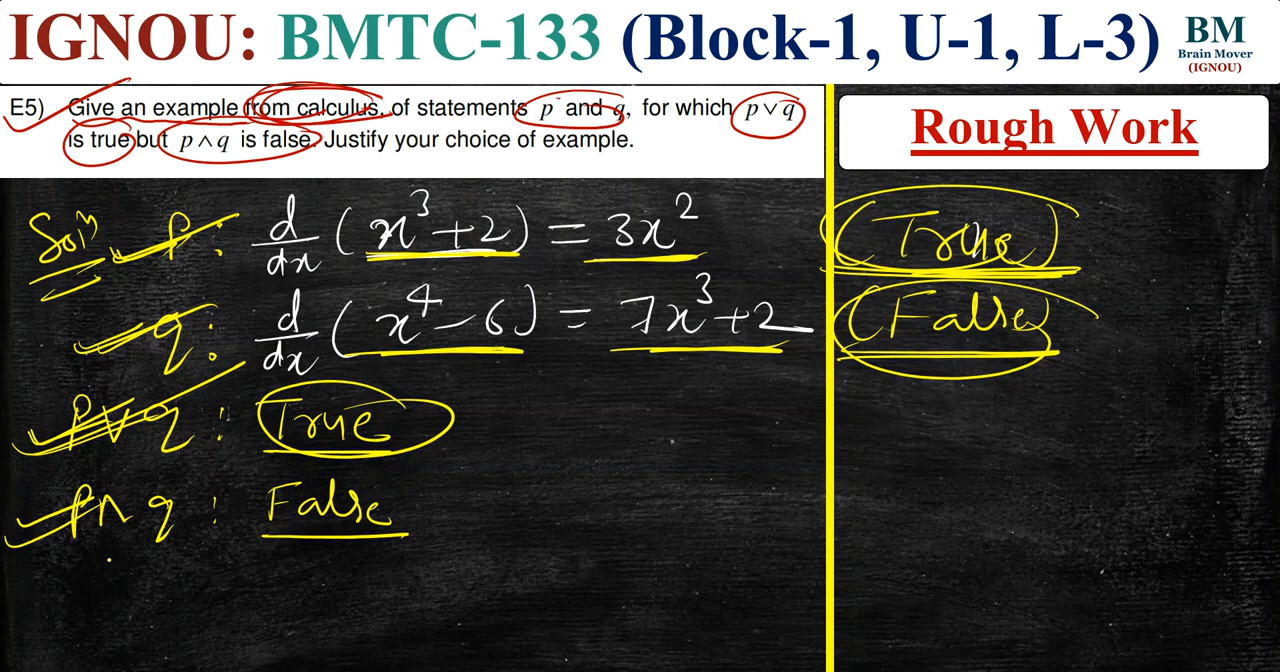 IGNOU: BMTC-133 (Block-1, U-1, L-3)
BM
Brain Mover
(IGNOU)
E5) Give an example from calculus, of statements p and q, for which p ∨ q
is true but p ∧ q is false. Justify your choice of example.
Rough Work
Soln p : d/dx (x³ + 2) = 3x² (True)
q : d/dx (x⁴ – 6) = 7x³ + 2 (False)
p ∨ q : True
p ∧ q : False